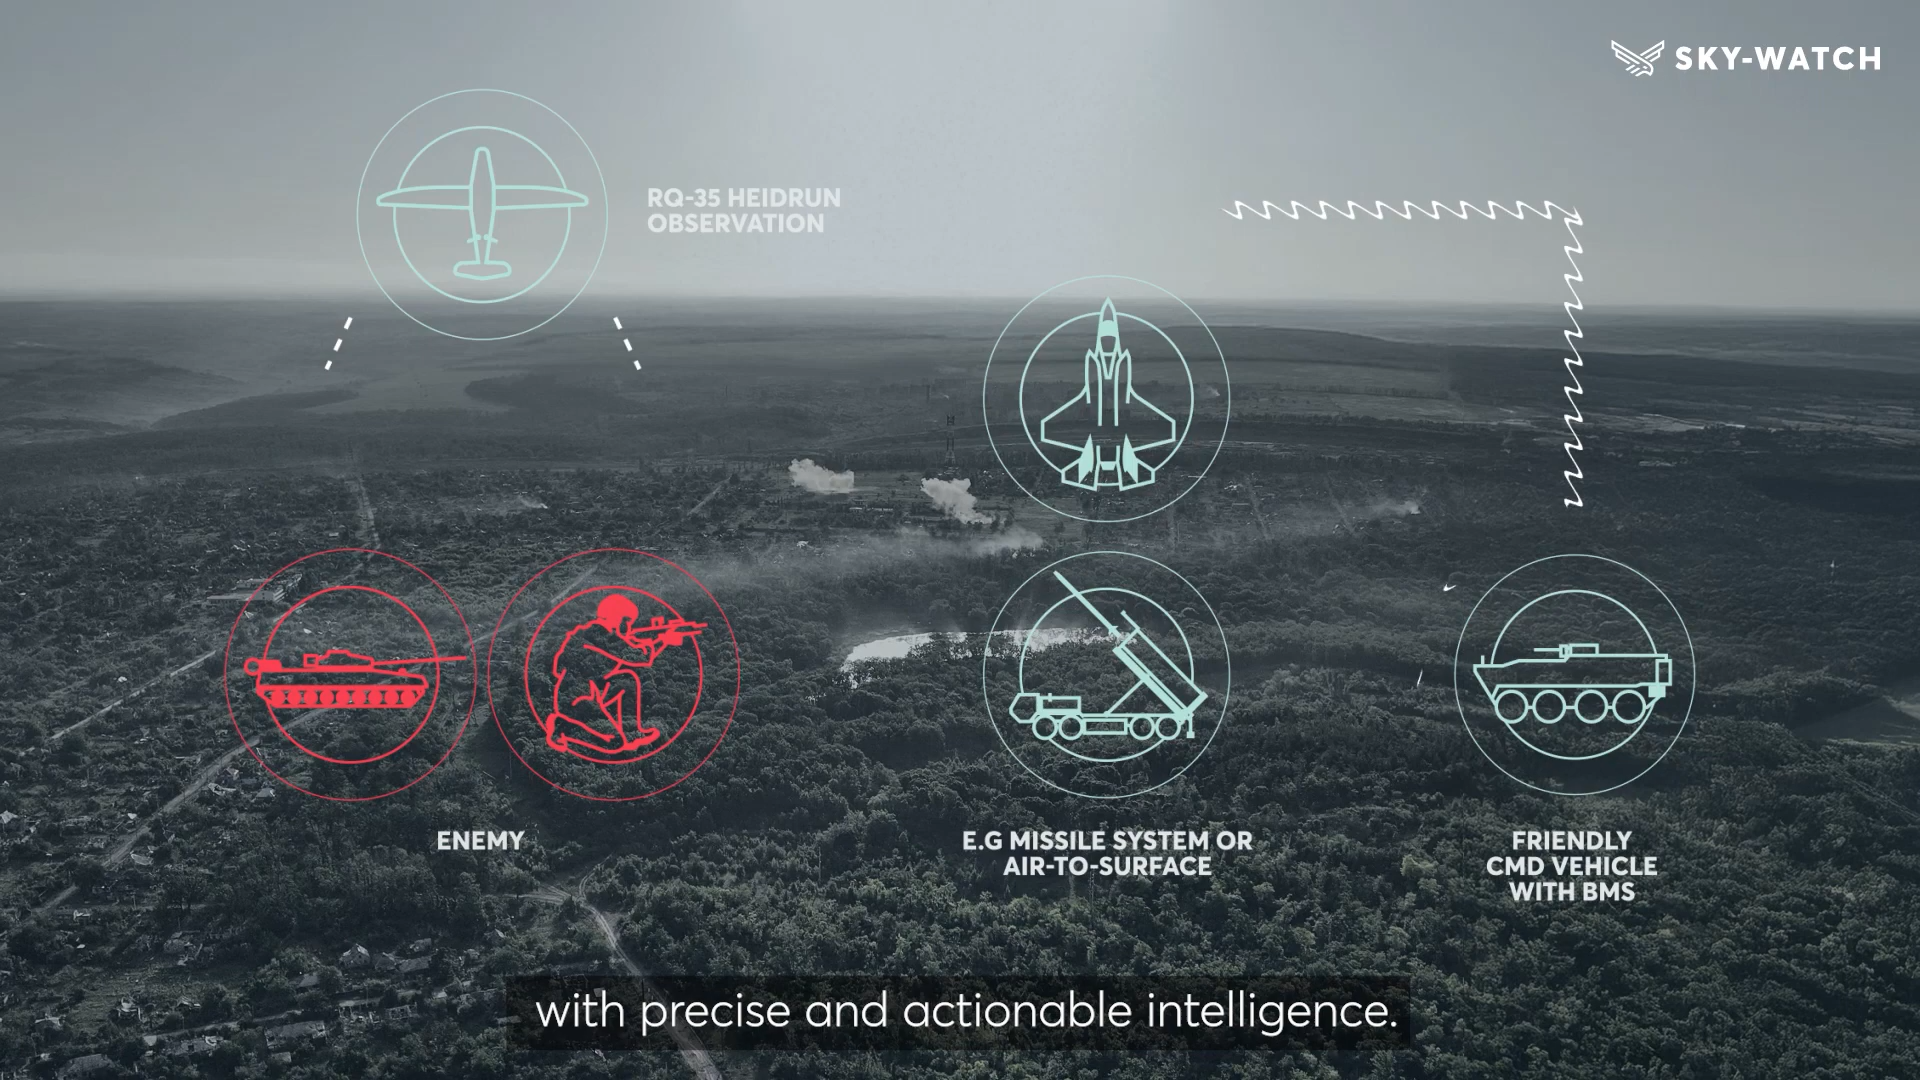 SKY-WATCH
RQ-35 HEIDRUN
OBSERVATION
ENEMY
E.G MISSILE SYSTEM OR
AIR-TO-SURFACE
FRIENDLY
CMD VEHICLE
WITH BMS
with precise and actionable intelligence.